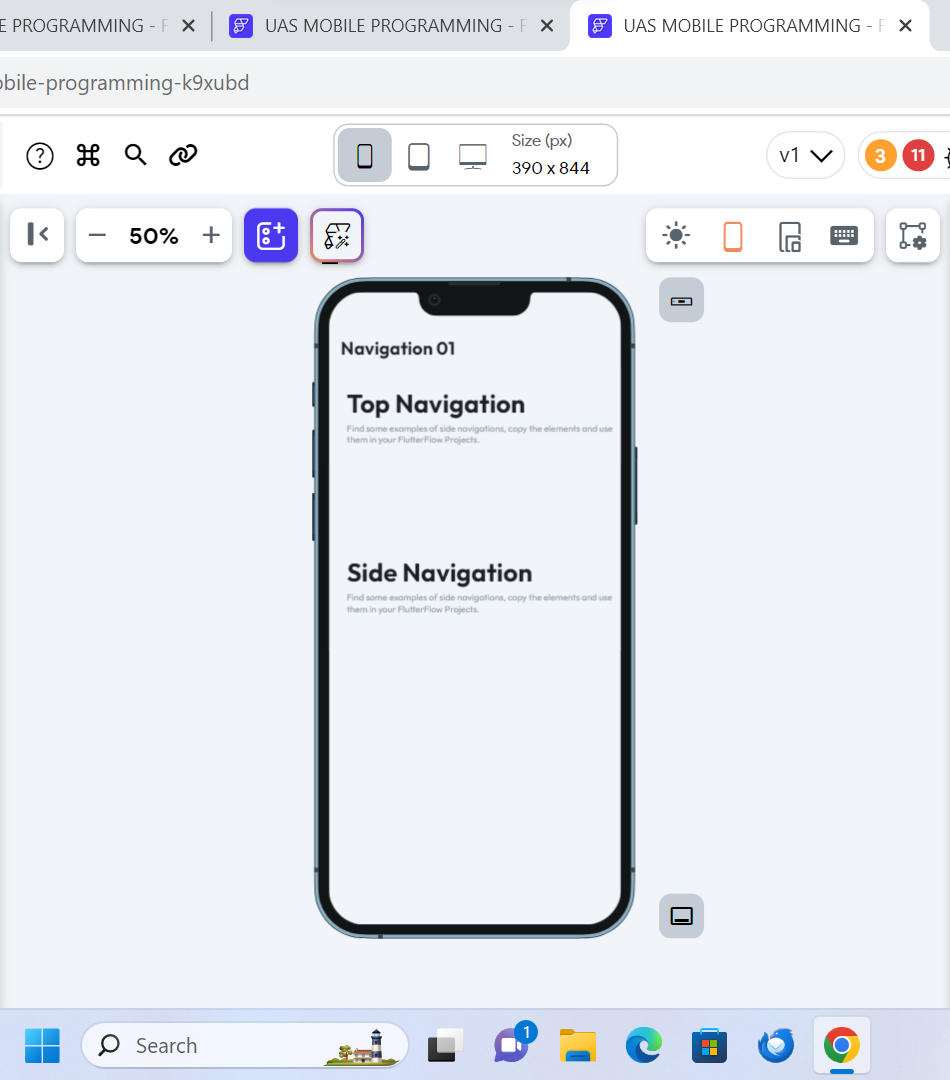 E PROGRAMMING - F
UAS MOBILE PROGRAMMING - F
UAS MOBILE PROGRAMMING - F
obile-programming-k9xubd
?
Size (px)
390 x 844
v1
3
11
50%
Navigation 01
Top Navigation
Find some examples of side navigations, copy the elements and use
them in your FlutterFlow Projects.
Side Navigation
Find some examples of side navigations, copy the elements and use
them in your FlutterFlow Projects.
Search
1